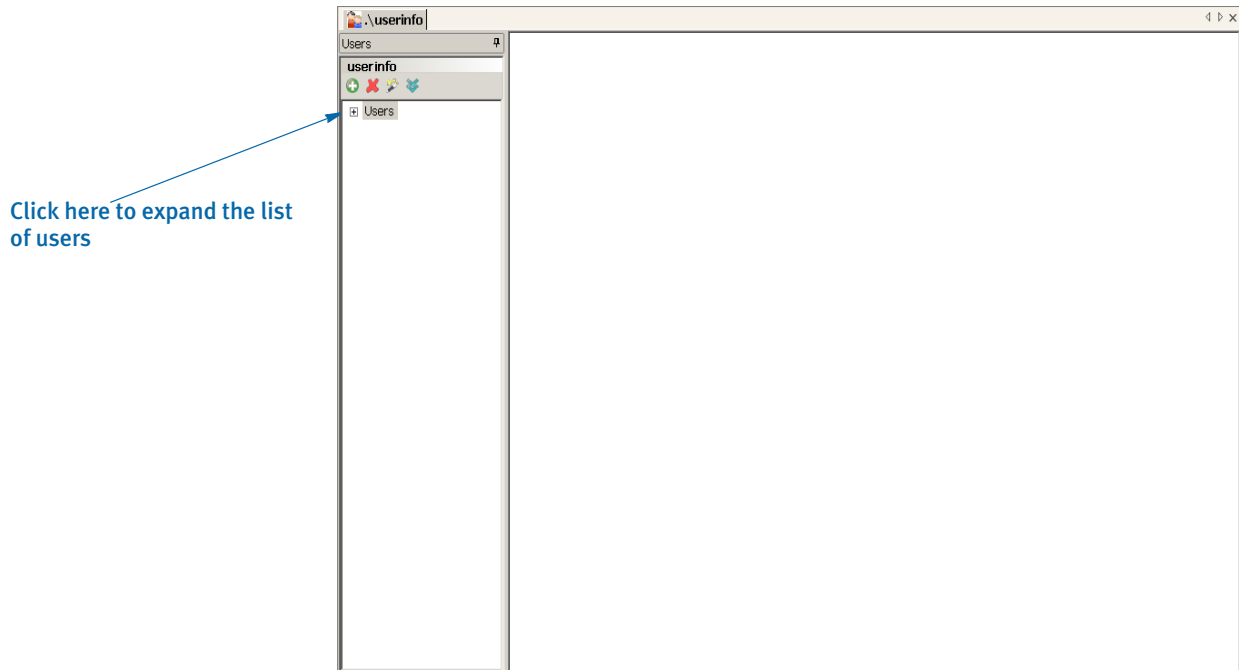 .\userinfo
Users
userinfo
Users
Click here to expand the list
of users